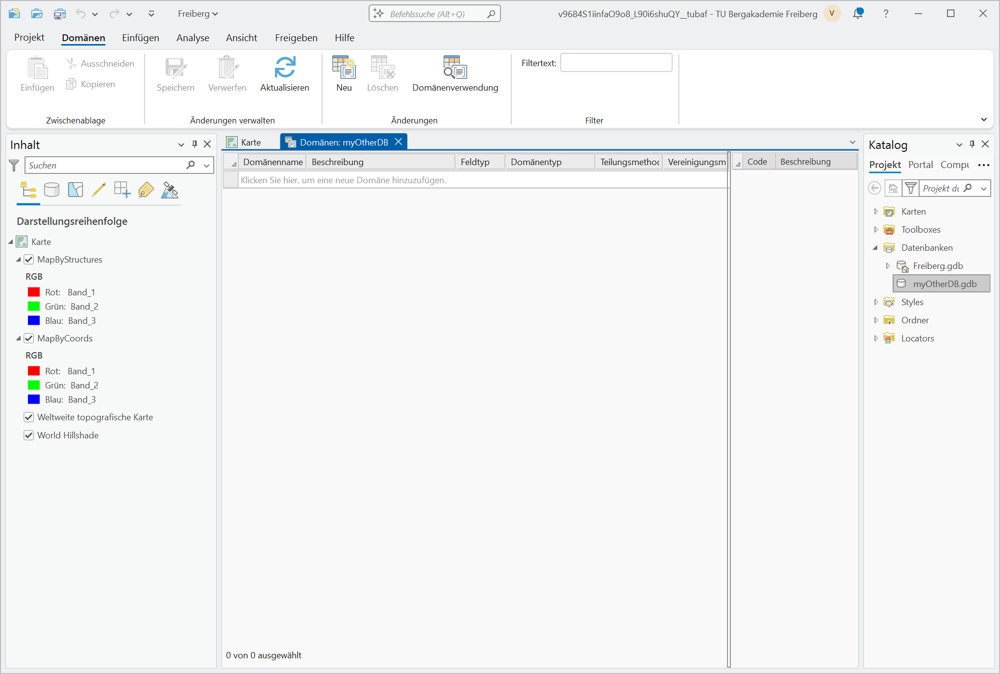 Freiberg
Befehlssuche (Alt+Q)
v9684S1iinfaO9o8_L90i6shuQY__tubaf - TU Bergakademie Freiberg
V
?
Projekt
Domänen
Einfügen
Analyse
Ansicht
Freigeben
Hilfe
Einfügen
Ausschneiden
Kopieren
Zwischenablage
Speichern
Verwerfen
Aktualisieren
Änderungen verwalten
Neu
Löschen
Domänenverwendung
Änderungen
Filtertext:
Filter
Inhalt
Suchen
Darstellungsreihenfolge
Karte
MapByStructures
RGB
Rot: Band_1
Grün: Band_2
Blau: Band_3
MapByCoords
RGB
Rot: Band_1
Grün: Band_2
Blau: Band_3
Weltweite topografische Karte
World Hillshade
Karte
Domänen: myOtherDB
Domänenname
Beschreibung
Feldtyp
Domänentyp
Teilungsmethoc
Vereinigungsm
Klicken Sie hier, um eine neue Domäne hinzuzufügen.
Code
Beschreibung
0 von 0 ausgewählt
Katalog
Projekt
Portal
Compu
Projekt du
Karten
Toolboxes
Datenbanken
Freiberg.gdb
myOtherDB.gdb
Styles
Ordner
Locators